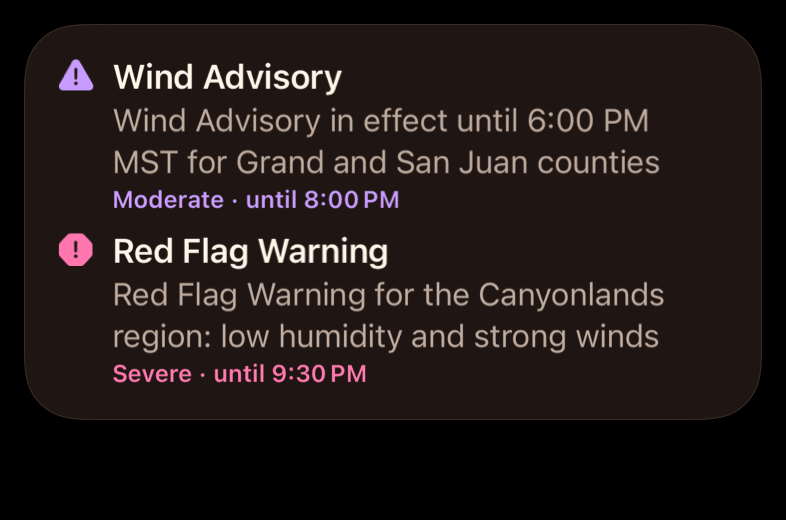 Wind Advisory
Wind Advisory in effect until 6:00 PM
MST for Grand and San Juan counties
Moderate · until 8:00 PM
Red Flag Warning
Red Flag Warning for the Canyonlands
region: low humidity and strong winds
Severe · until 9:30 PM